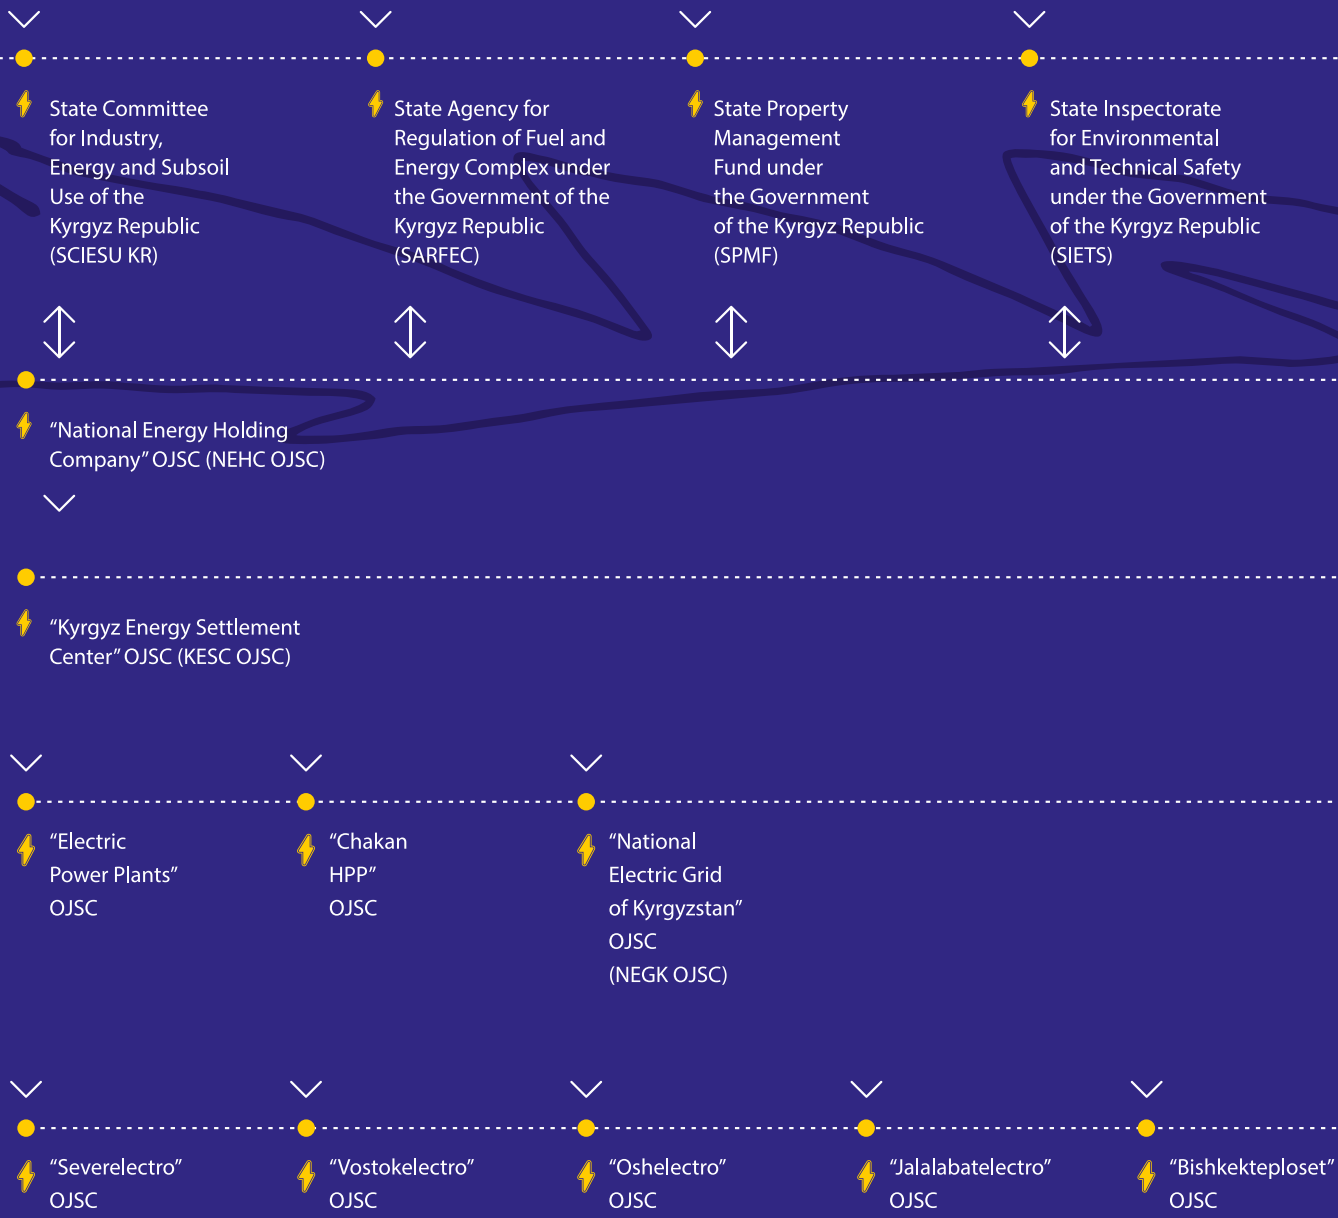 State Committee
for Industry,
Energy and Subsoil
Use of the
Kyrgyz Republic
(SCIESU KR)
State Agency for
Regulation of Fuel and
Energy Complex under
the Government of the
Kyrgyz Republic
(SARFEC)
State Property
Management
Fund under
the Government
of the Kyrgyz Republic
(SPMF)
State Inspectorate
for Environmental
and Technical Safety
under the Government
of the Kyrgyz Republic
(SIETS)
“National Energy Holding
Company” OJSC (NEHC OJSC)
“Kyrgyz Energy Settlement
Center” OJSC (KESC OJSC)
“Electric
Power Plants”
OJSC
“Chakan
HPP”
OJSC
“National
Electric Grid
of Kyrgyzstan”
OJSC
(NEGK OJSC)
“Severelectro”
OJSC
“Vostokelectro”
OJSC
“Oshelectro”
OJSC
“Jalalabatelectro”
OJSC
“Bishkekteploset”
OJSC